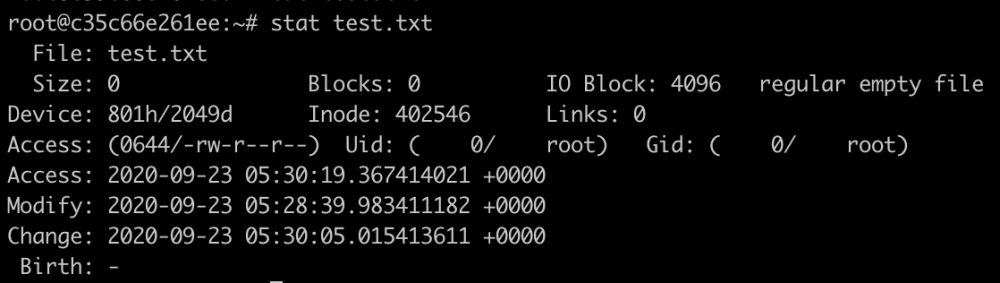 root@c35c66e261ee:~# stat test.txt
  File: test.txt
  Size: 0               Blocks: 0          IO Block: 4096   regular empty file
Device: 801h/2049d      Inode: 402546      Links: 0
Access: (0644/-rw-r--r--)  Uid: (    0/    root)   Gid: (    0/    root)
Access: 2020-09-23 05:30:19.367414021 +0000
Modify: 2020-09-23 05:28:39.983411182 +0000
Change: 2020-09-23 05:30:05.015413611 +0000
 Birth: -